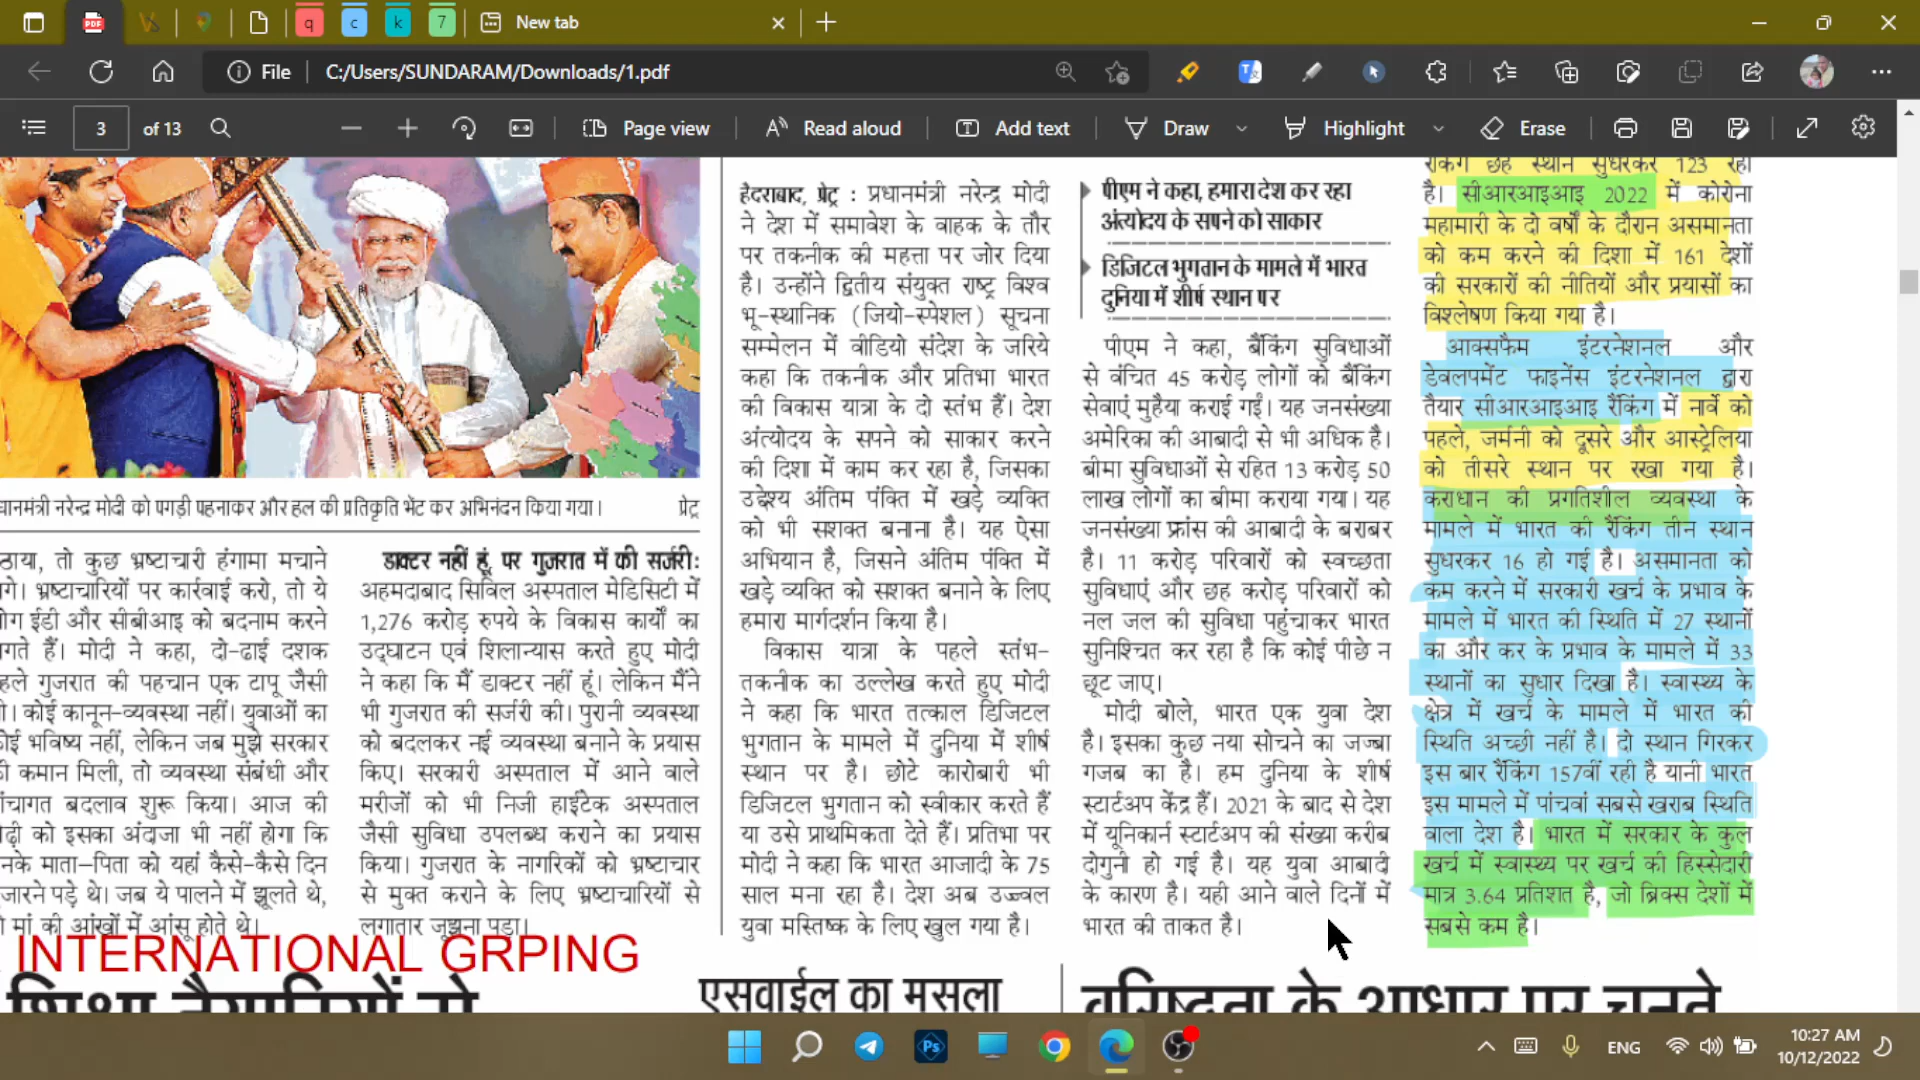 q
c
k
7
New tab
File
C:/Users/SUNDARAM/Downloads/1.pdf
3 of 13
Page view
Read aloud
Add text
Draw
Highlight
Erase
धानमंत्री नरेन्द्र मोदी को पगड़ी पहनाकर और हल की प्रतिकृति भेंट कर अभिनंदन किया गया। प्रेट्र
ठाया, तो कुछ भ्रष्टाचारी हंगामा मचाने
गे। भ्रष्टाचारियों पर कार्रवाई करो, तो ये
ोग ईडी और सीबीआइ को बदनाम करने
गते हैं। मोदी ने कहा, दो-ढाई दशक
हले गुजरात की पहचान एक टापू जैसी
ी। कोई कानून-व्यवस्था नहीं। युवाओं का
ोई भविष्य नहीं, लेकिन जब मुझे सरकार
ी कमान मिली, तो व्यवस्था संबंधी और
ांचागत बदलाव शुरू किया। आज की
ीढ़ी को इसका अंदाजा भी नहीं होगा कि
नके माता-पिता को यहां कैसे-कैसे दिन
ुजारने पड़े थे। जब ये पालने में झूलते थे,
ो मां की आंखों में आंसू होते थे।
डाक्टर नहीं हूं, पर गुजरात में की सर्जरी:
अहमदाबाद सिविल अस्पताल मेडिसिटी में
1,276 करोड़ रुपये के विकास कार्यों का
उद्घाटन एवं शिलान्यास करते हुए मोदी
ने कहा कि मैं डाक्टर नहीं हूं। लेकिन मैंने
भी गुजरात की सर्जरी की। पुरानी व्यवस्था
को बदलकर नई व्यवस्था बनाने के प्रयास
किए। सरकारी अस्पताल में आने वाले
मरीजों को भी निजी हाईटेक अस्पताल
जैसी सुविधा उपलब्ध कराने का प्रयास
किया। गुजरात के नागरिकों को भ्रष्टाचार
से मुक्त कराने के लिए भ्रष्टाचारियों से
लगातार जूझना पड़ा।
हैदराबाद, प्रेट्र : प्रधानमंत्री नरेन्द्र मोदी
ने देश में समावेश के वाहक के तौर
पर तकनीक की महत्ता पर जोर दिया
है। उन्होंने द्वितीय संयुक्त राष्ट्र विश्व
भू-स्थानिक (जियो-स्पेशल) सूचना
सम्मेलन में वीडियो संदेश के जरिये
कहा कि तकनीक और प्रतिभा भारत
की विकास यात्रा के दो स्तंभ हैं। देश
अंत्योदय के सपने को साकार करने
की दिशा में काम कर रहा है, जिसका
उद्देश्य अंतिम पंक्ति में खड़े व्यक्ति
को भी सशक्त बनाना है। यह ऐसा
अभियान है, जिसने अंतिम पंक्ति में
खड़े व्यक्ति को सशक्त बनाने के लिए
हमारा मार्गदर्शन किया है।
विकास यात्रा के पहले स्तंभ-
तकनीक का उल्लेख करते हुए मोदी
ने कहा कि भारत तत्काल डिजिटल
भुगतान के मामले में दुनिया में शीर्ष
स्थान पर है। छोटे कारोबारी भी
डिजिटल भुगतान को स्वीकार करते हैं
या उसे प्राथमिकता देते हैं। प्रतिभा पर
मोदी ने कहा कि भारत आजादी के 75
साल मना रहा है। देश अब उज्ज्वल
युवा मस्तिष्क के लिए खुल गया है।
पीएम ने कहा, हमारा देश कर रहा
अंत्योदय के सपने को साकार
डिजिटल भुगतान के मामले में भारत
दुनिया में शीर्ष स्थान पर
पीएम ने कहा, बैंकिंग सुविधाओं
से वंचित 45 करोड़ लोगों को बैंकिंग
सेवाएं मुहैया कराई गईं। यह जनसंख्या
अमेरिका की आबादी से भी अधिक है।
बीमा सुविधाओं से रहित 13 करोड़ 50
लाख लोगों का बीमा कराया गया। यह
जनसंख्या फ्रांस की आबादी के बराबर
है। 11 करोड़ परिवारों को स्वच्छता
सुविधाएं और छह करोड़ परिवारों को
नल जल की सुविधा पहुंचाकर भारत
सुनिश्चित कर रहा है कि कोई पीछे न
छूट जाए।
मोदी बोले, भारत एक युवा देश
है। इसका कुछ नया सोचने का जज्बा
गजब का है। हम दुनिया के शीर्ष
स्टार्टअप केंद्र हैं। 2021 के बाद से देश
में यूनिकार्न स्टार्टअप की संख्या करीब
दोगुनी हो गई है। यह युवा आबादी
के कारण है। यही आने वाले दिनों में
भारत की ताकत है।
रैंकिंग छह स्थान सुधरकर 123 रही
है। सीआरआइआइ 2022 में कोरोना
महामारी के दो वर्षों के दौरान असमानता
को कम करने की दिशा में 161 देशों
की सरकारों की नीतियों और प्रयासों का
विश्लेषण किया गया है।
आक्सफैम इंटरनेशनल और
डेवलपमेंट फाइनेंस इंटरनेशनल द्वारा
तैयार सीआरआइआइ रैंकिंग में नार्वे को
पहले, जर्मनी को दूसरे और आस्ट्रेलिया
को तीसरे स्थान पर रखा गया है।
कराधान की प्रगतिशील व्यवस्था के
मामले में भारत की रैंकिंग तीन स्थान
सुधरकर 16 हो गई है। असमानता को
कम करने में सरकारी खर्च के प्रभाव के
मामले में भारत की स्थिति में 27 स्थानों
का और कर के प्रभाव के मामले में 33
स्थानों का सुधार दिखा है। स्वास्थ्य के
क्षेत्र में खर्च के मामले में भारत की
स्थिति अच्छी नहीं है। दो स्थान गिरकर
इस बार रैंकिंग 157वीं रही है यानी भारत
इस मामले में पांचवां सबसे खराब स्थिति
वाला देश है। भारत में सरकार के कुल
खर्च में स्वास्थ्य पर खर्च की हिस्सेदारी
मात्र 3.64 प्रतिशत है, जो ब्रिक्स देशों में
सबसे कम है।
INTERNATIONAL GRPING
एसवाईएल का मसला
वरिष्ठता के आधार पर चुनते
ENG
10:27 AM
10/12/2022